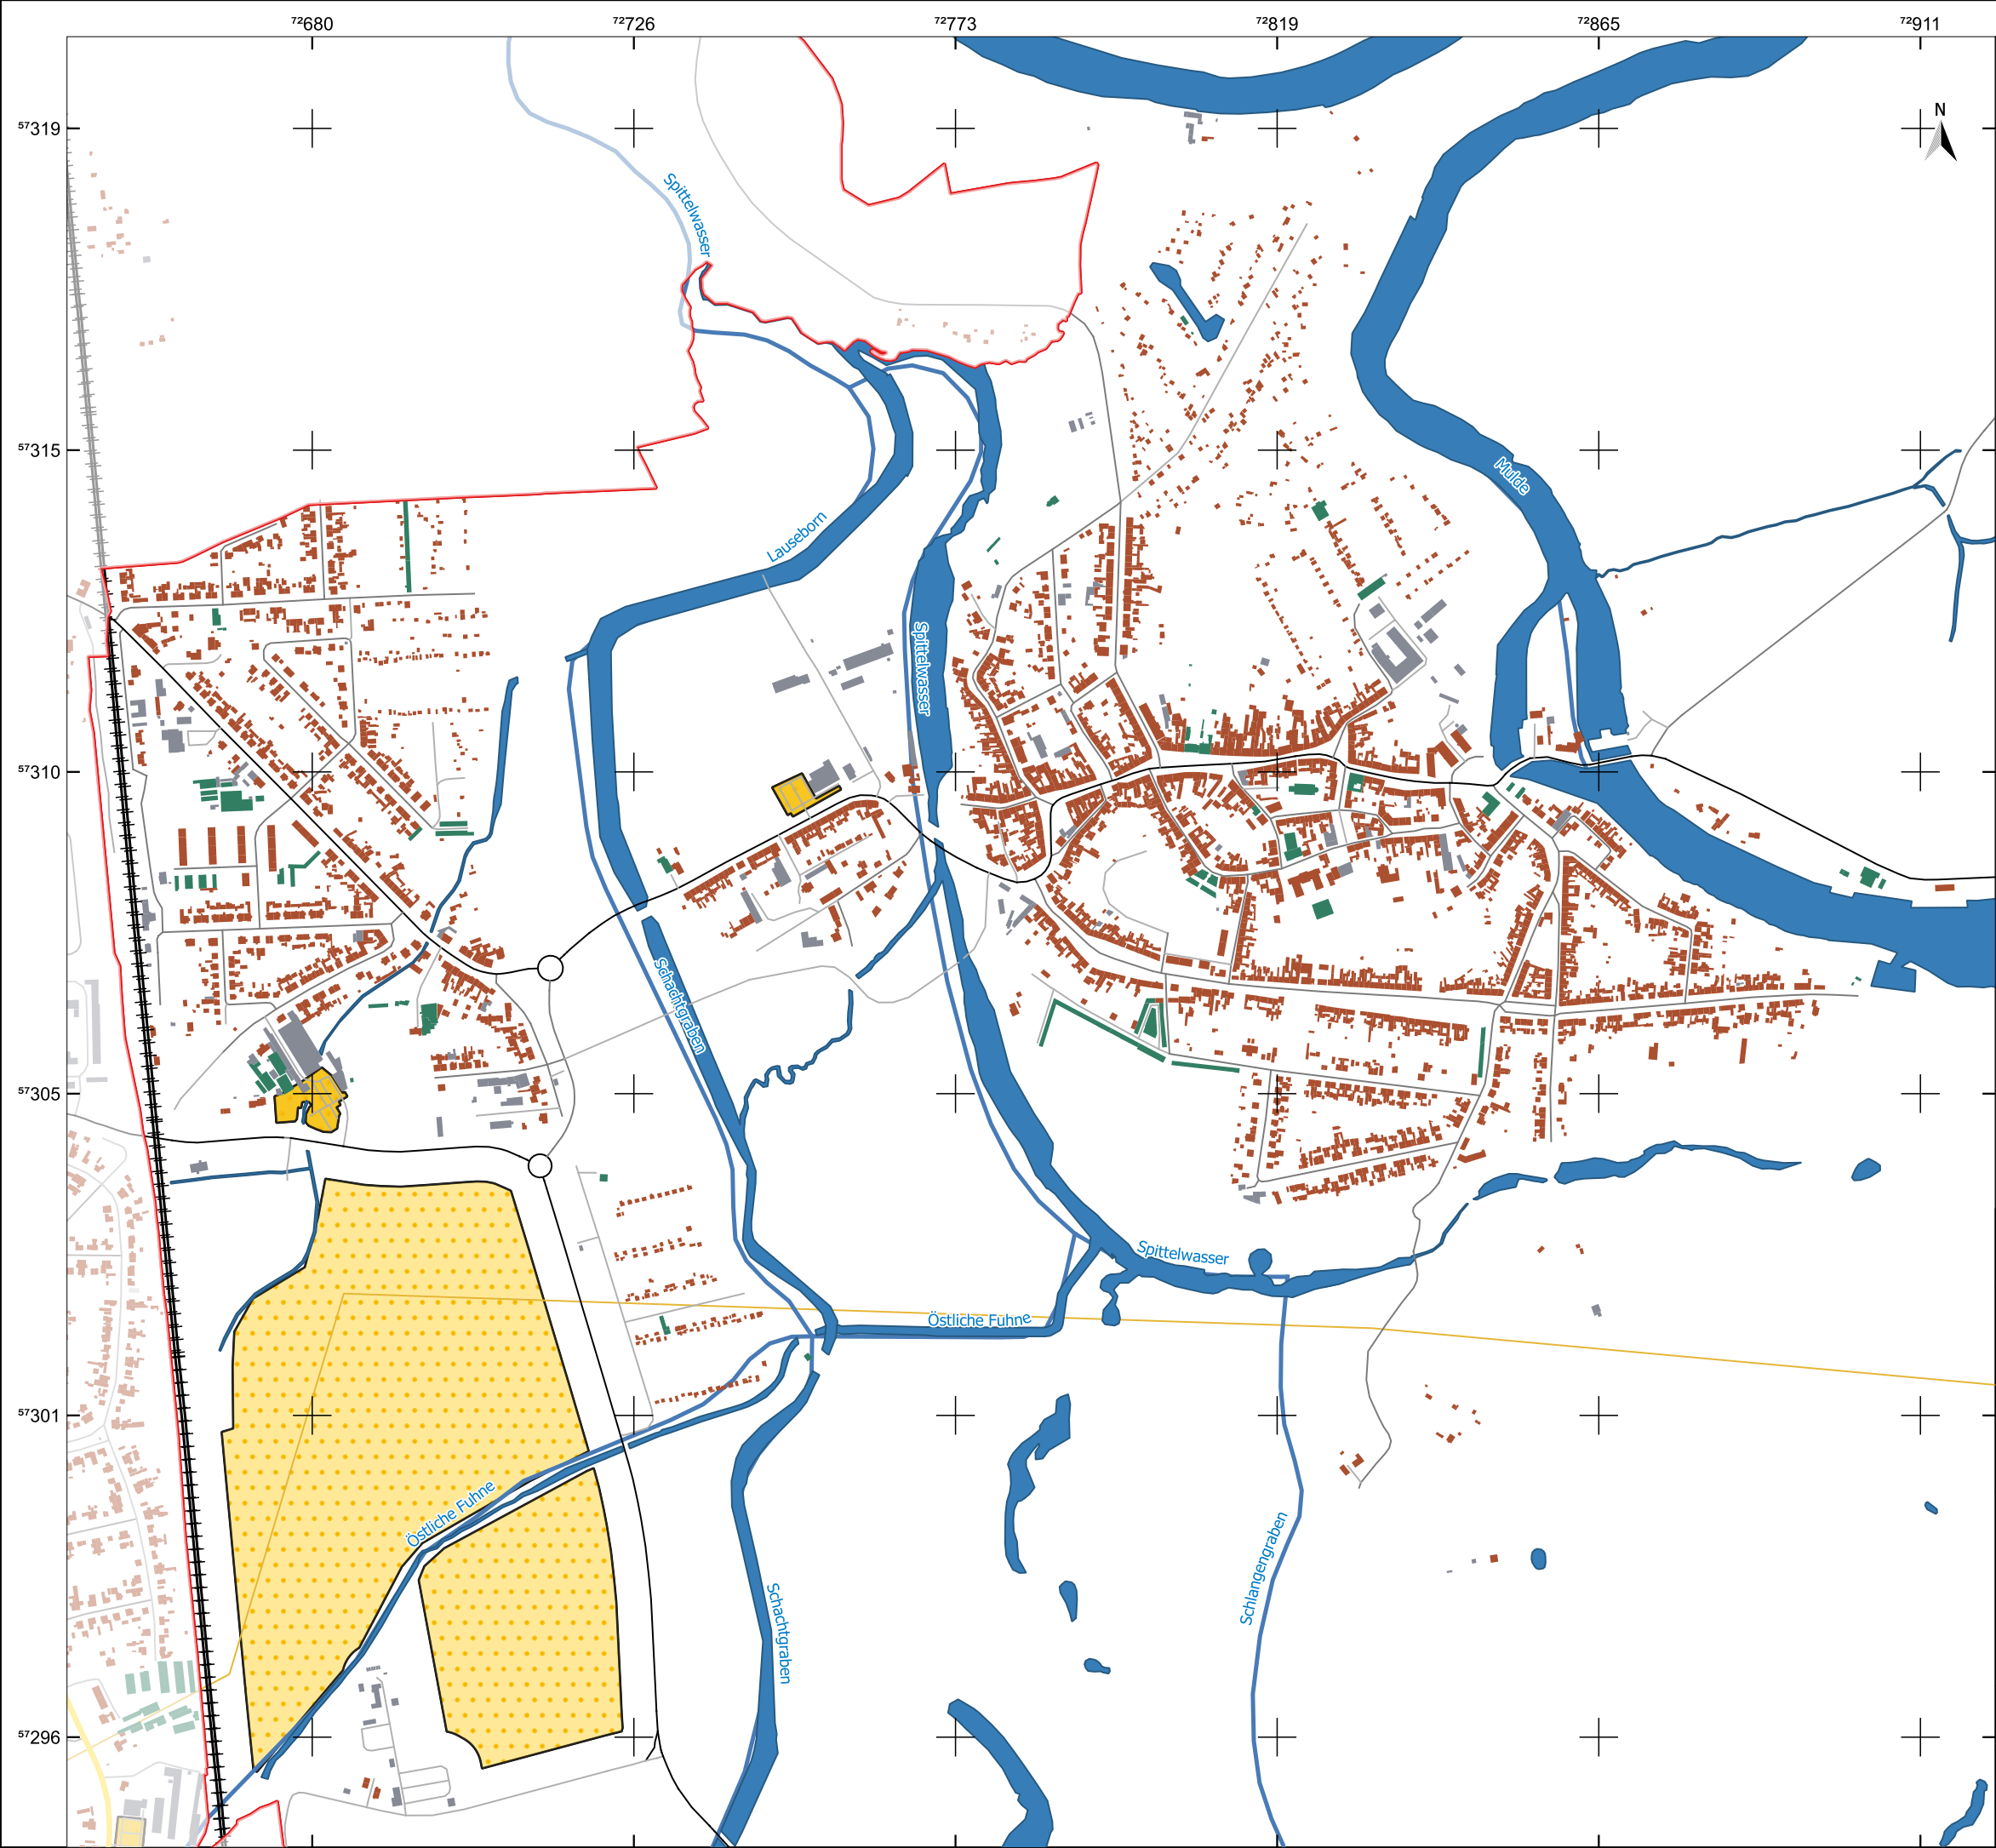 ⁷²680 ⁷²726 ⁷²773 ⁷²819 ⁷²865 ⁷²911
⁵⁷319
N
Spittelwasser
⁵⁷315
Mulde
Lauseborn
Spittelwasser
⁵⁷310
Schachtgraben
⁵⁷305
Spittelwasser
Östliche Fuhne
⁵⁷301
Östliche Fuhne
Schlangengraben
Schachtgraben
⁵⁷296